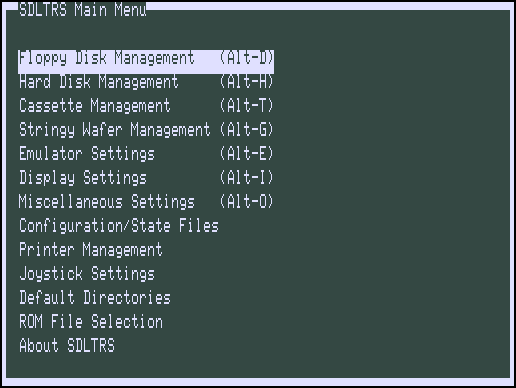 SDLTRS Main Menu
Floppy Disk Management (Alt-D)
Hard Disk Management (Alt-H)
Cassette Management (Alt-T)
Stringy Wafer Management (Alt-G)
Emulator Settings (Alt-E)
Display Settings (Alt-I)
Miscellaneous Settings (Alt-O)
Configuration/State Files
Printer Management
Joystick Settings
Default Directories
ROM File Selection
About SDLTRS